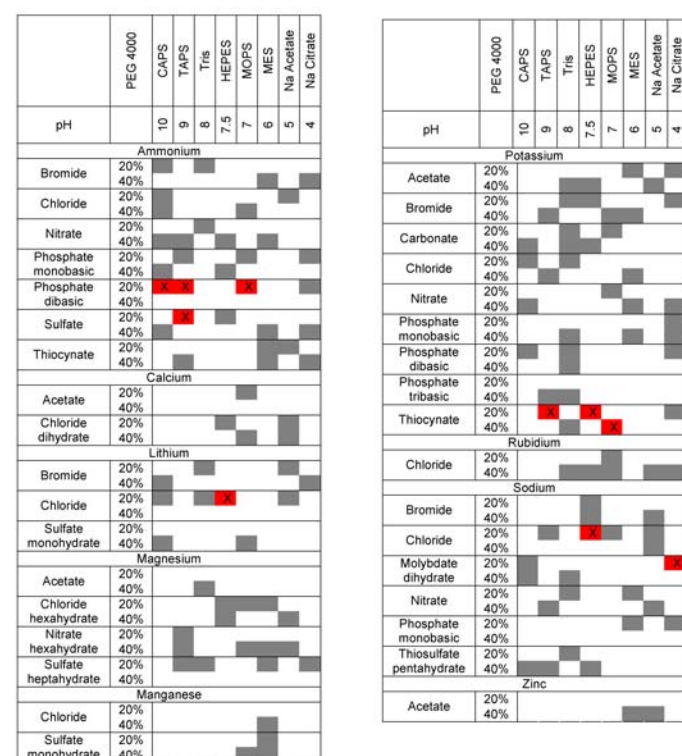 PEG 4000 CAPS TAPS Tris HEPES MOPS MES Na Acetate Na Citrate
pH 10 9 8 7.5 7 6 5 4
Ammonium
Bromide 20%
40%
Chloride 20%
40%
Nitrate 20%
40%
Phosphate 20%
monobasic 40%
Phosphate 20% X X X
dibasic 40%
Sulfate 20% X
40%
Thiocynate 20%
40%
Calcium
Acetate 20%
40%
Chloride 20%
dihydrate 40%
Lithium
Bromide 20%
40%
Chloride 20% X
40%
Sulfate 20%
monohydrate 40%
Magnesium
Acetate 20%
40%
Chloride 20%
hexahydrate 40%
Nitrate 20%
hexahydrate 40%
Sulfate 20%
heptahydrate 40%
Manganese
Chloride 20%
40%
Sulfate 20%
monohydrate 40%
PEG 4000 CAPS TAPS Tris HEPES MOPS MES Na Acetate Na Citrate
pH 10 9 8 7.5 7 6 5 4
Potassium
Acetate 20%
40%
Bromide 20%
40%
Carbonate 20%
40%
Chloride 20%
40%
Nitrate 20%
40%
Phosphate 20%
monobasic 40%
Phosphate 20%
dibasic 40%
Phosphate 20%
tribasic 40%
Thiocynate 20% X X
40% X
Rubidium
Chloride 20%
40%
Sodium
Bromide 20%
40%
Chloride 20% X
40%
Molybdate 20% X
dihydrate 40%
Nitrate 20%
40%
Phosphate 20%
monobasic 40%
Thiosulfate 20%
pentahydrate 40%
Zinc
Acetate 20%
40%